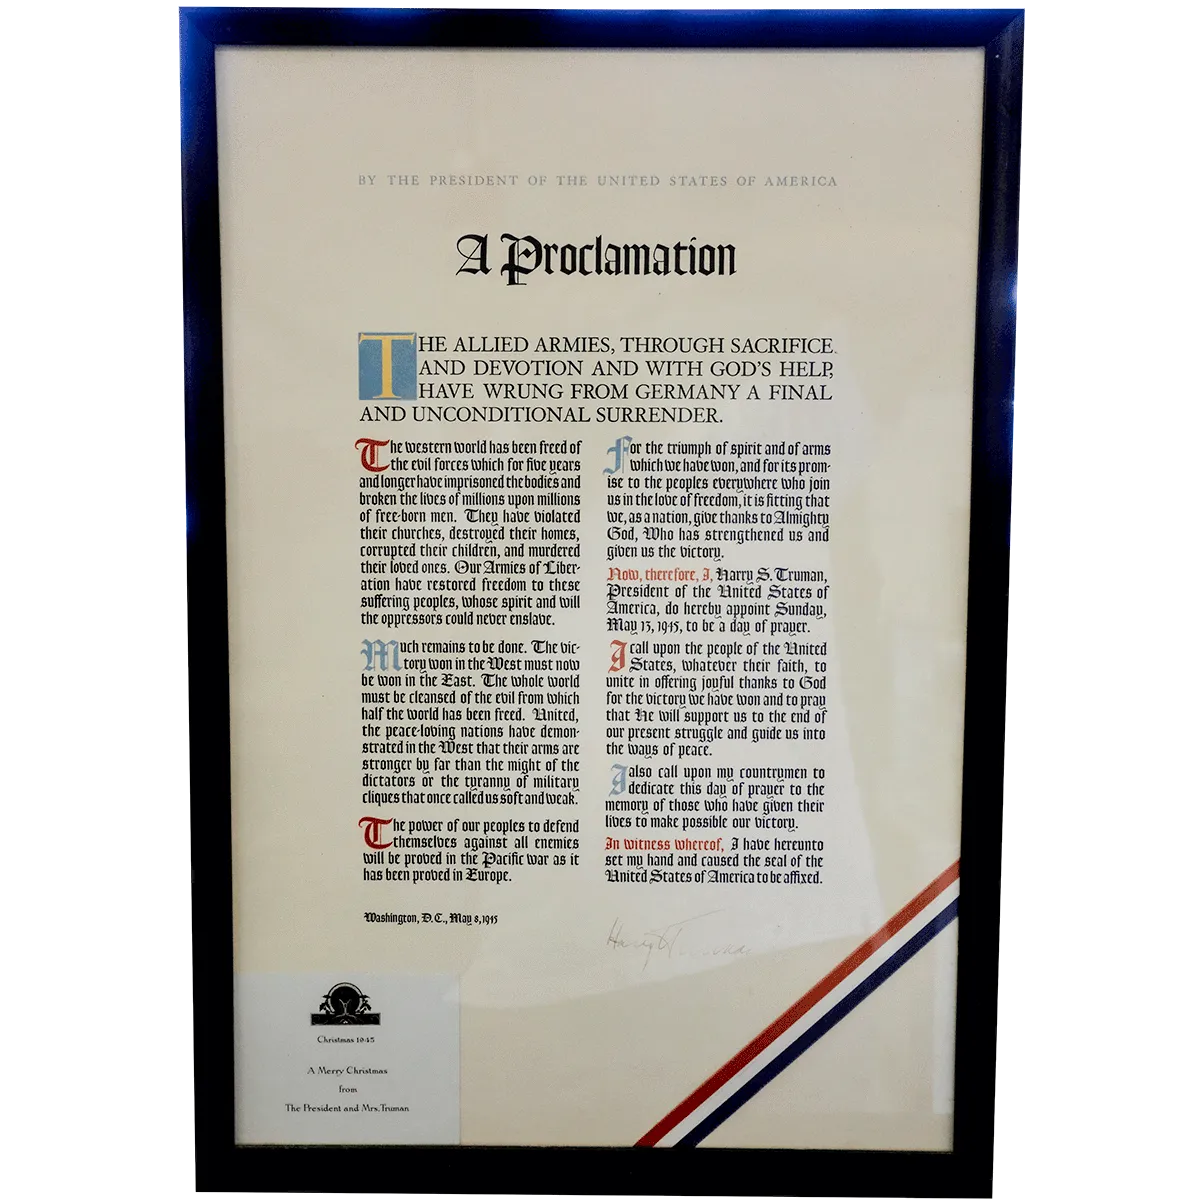 BY THE PRESIDENT OF THE UNITED STATES OF AMERICA
A Proclamation
THE ALLIED ARMIES, THROUGH SACRIFICE
AND DEVOTION AND WITH GOD'S HELP,
HAVE WRUNG FROM GERMANY A FINAL
AND UNCONDITIONAL SURRENDER.
The western world has been freed of
the evil forces which for five years
and longer have imprisoned the bodies and
broken the lives of millions upon millions
of free-born men. They have violated
their churches, destroyed their homes,
corrupted their children, and murdered
their loved ones. Our Armies of Liber-
ation have restored freedom to these
suffering peoples, whose spirit and will
the oppressors could never enslave.
Much remains to be done. The vic-
tory won in the West must now
be won in the East. The whole world
must be cleansed of the evil from which
half the world has been freed. United,
the peace-loving nations have demon-
strated in the West that their arms are
stronger by far than the might of the
dictators or the tyranny of military
cliques that once called us soft and weak.
The power of our peoples to defend
themselves against all enemies
will be proved in the Pacific war as it
has been proved in Europe.
For the triumph of spirit and of arms
which we have won, and for its prom-
ise to the peoples everywhere who join
us in the love of freedom, it is fitting that
we, as a nation, give thanks to Almighty
God, Who has strengthened us and
given us the victory.
Now, therefore, I, Harry S. Truman,
President of the United States of
America, do hereby appoint Sunday,
May 13, 1945, to be a day of prayer.
I call upon the people of the United
States, whatever their faith, to
unite in offering joyful thanks to God
for the victory we have won and to pray
that He will support us to the end of
our present struggle and guide us into
the ways of peace.
I also call upon my countrymen to
dedicate this day of prayer to the
memory of those who have given their
lives to make possible our victory.
In witness whereof, I have hereunto
set my hand and caused the seal of the
United States of America to be affixed.
Washington, D.C., May 8, 1945
Harry S Truman
Christmas 1945
A Merry Christmas
from
The President and Mrs. Truman